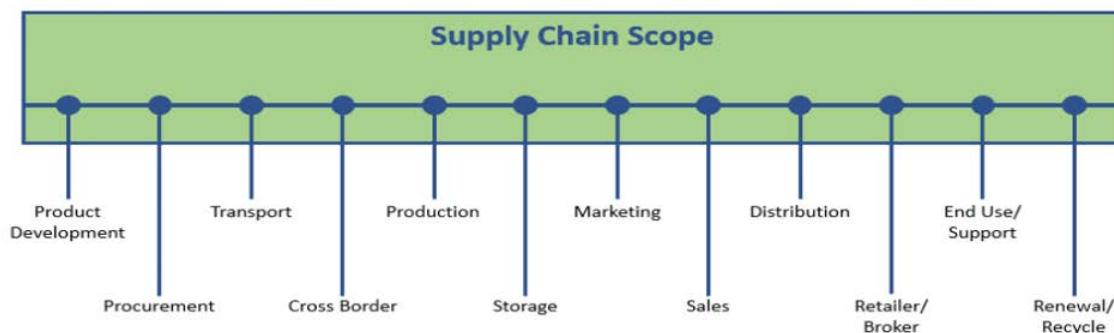 Supply Chain Scope
Product
Development
Transport
Production
Marketing
Distribution
End Use/
Support
Procurement
Cross Border
Storage
Sales
Retailer/
Broker
Renewal/
Recycle